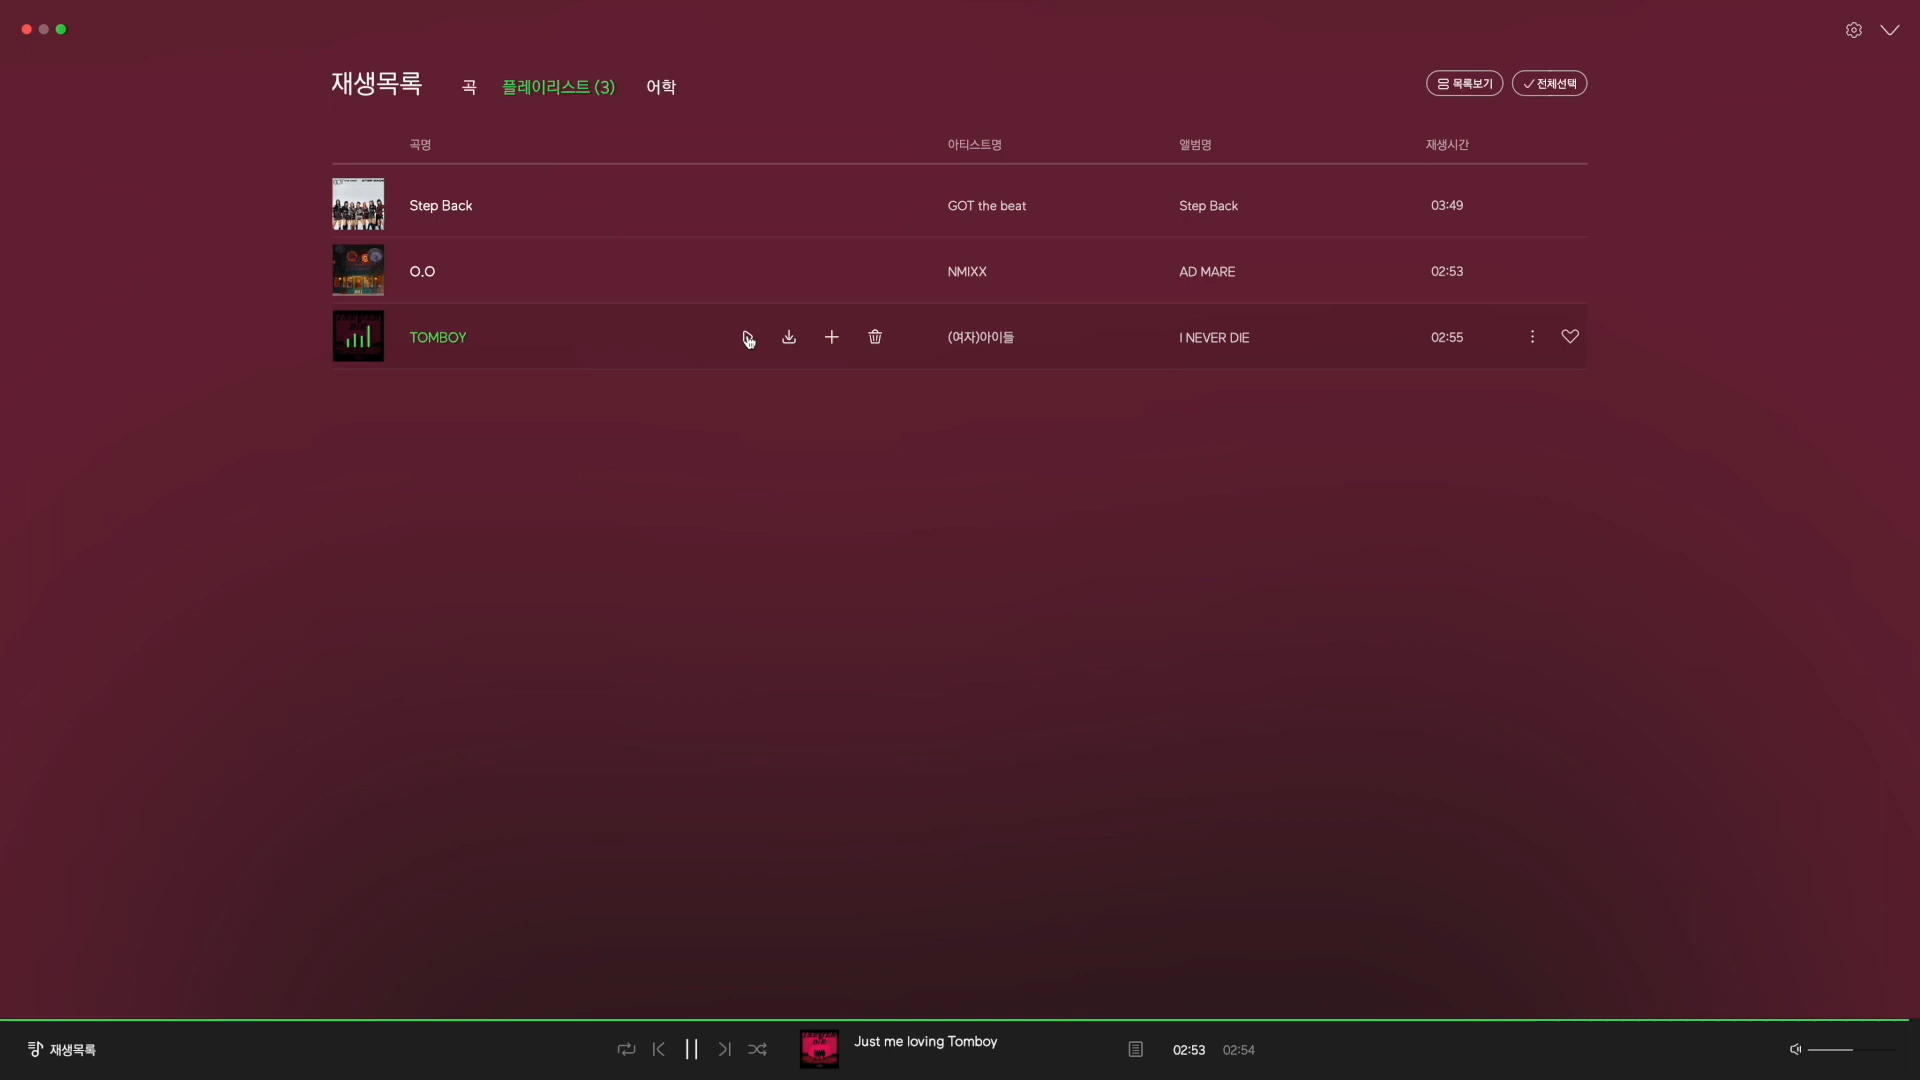 재생목록
곡
플레이리스트 (3)
어학
목록보기
전체선택
곡명
아티스트명
앨범명
재생시간
Step Back
GOT the beat
Step Back
03:49
O.O
NMIXX
AD MARE
02:53
TOMBOY
(여자)아이들
I NEVER DIE
02:55
재생목록
Just me loving Tomboy
02:53
02:54